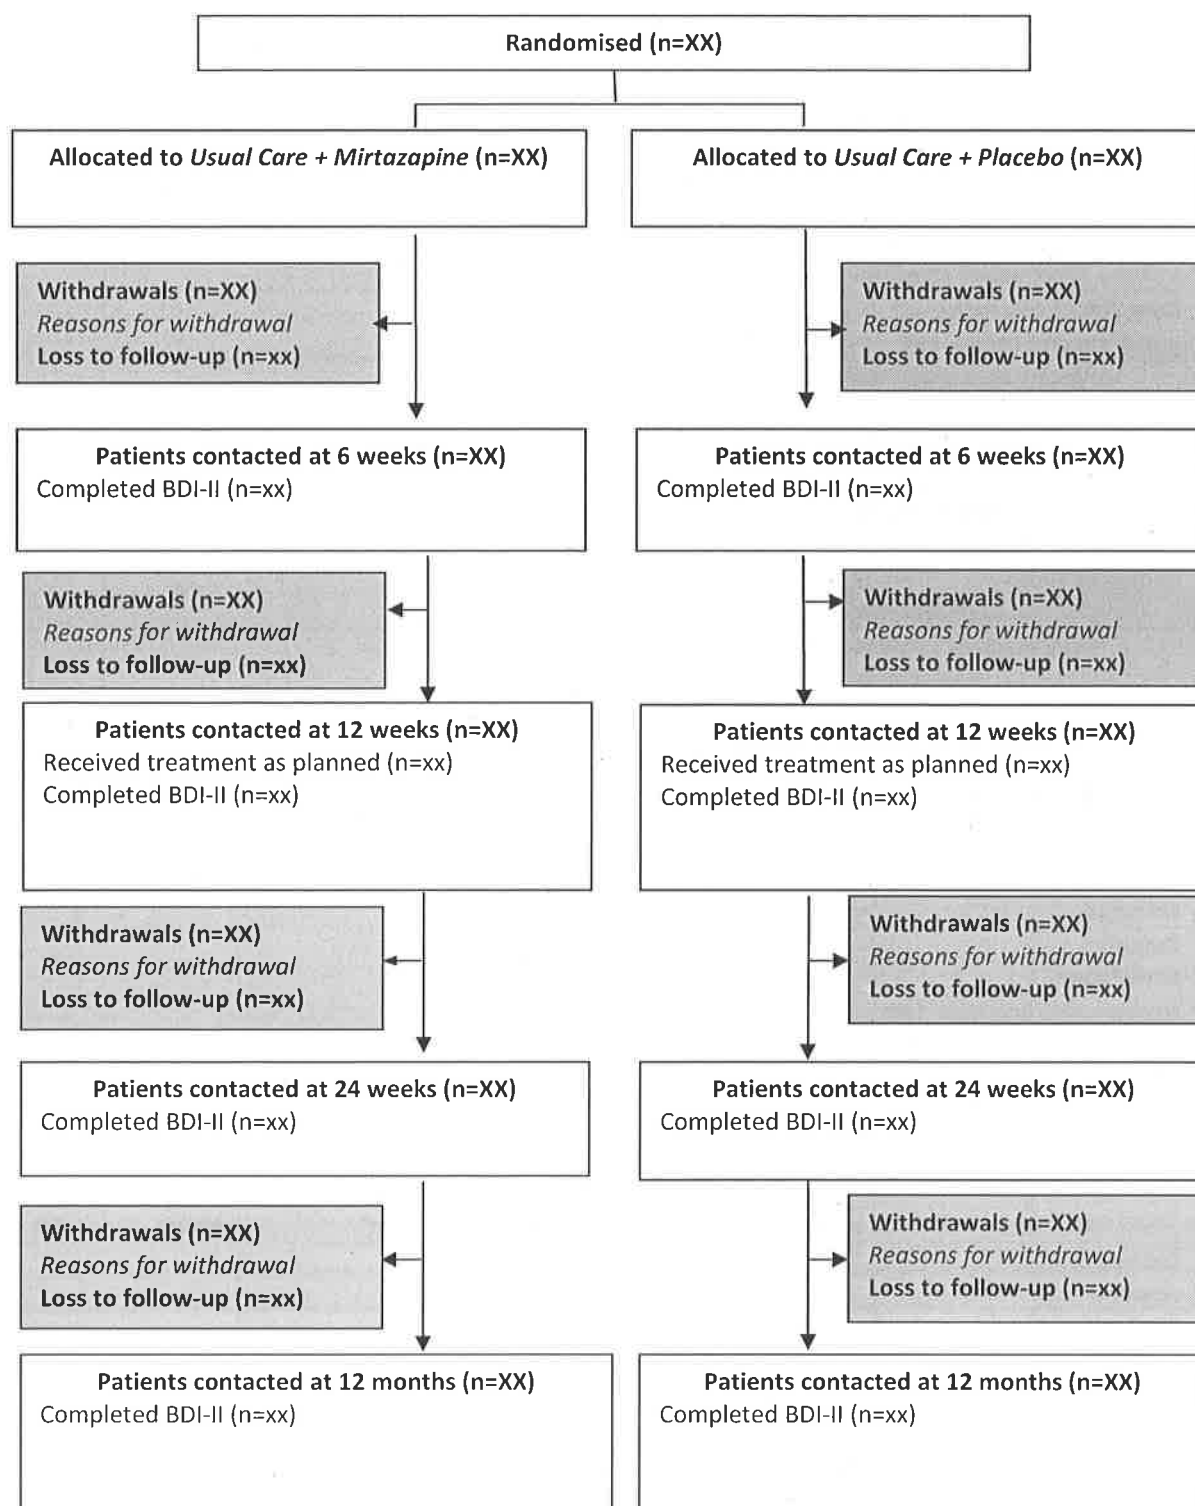 Randomised (n=XX)
Allocated to Usual Care + Mirtazapine (n=XX)
Allocated to Usual Care + Placebo (n=XX)
Withdrawals (n=XX)
Reasons for withdrawal
Loss to follow-up (n=xx)
Withdrawals (n=XX)
Reasons for withdrawal
Loss to follow-up (n=xx)
Patients contacted at 6 weeks (n=XX)
Completed BDI-II (n=xx)
Patients contacted at 6 weeks (n=XX)
Completed BDI-II (n=xx)
Withdrawals (n=XX)
Reasons for withdrawal
Loss to follow-up (n=xx)
Withdrawals (n=XX)
Reasons for withdrawal
Loss to follow-up (n=xx)
Patients contacted at 12 weeks (n=XX)
Received treatment as planned (n=xx)
Completed BDI-II (n=xx)
Patients contacted at 12 weeks (n=XX)
Received treatment as planned (n=xx)
Completed BDI-II (n=xx)
Withdrawals (n=XX)
Reasons for withdrawal
Loss to follow-up (n=xx)
Withdrawals (n=XX)
Reasons for withdrawal
Loss to follow-up (n=xx)
Patients contacted at 24 weeks (n=XX)
Completed BDI-II (n=xx)
Patients contacted at 24 weeks (n=XX)
Completed BDI-II (n=xx)
Withdrawals (n=XX)
Reasons for withdrawal
Loss to follow-up (n=xx)
Withdrawals (n=XX)
Reasons for withdrawal
Loss to follow-up (n=xx)
Patients contacted at 12 months (n=XX)
Completed BDI-II (n=xx)
Patients contacted at 12 months (n=XX)
Completed BDI-II (n=xx)